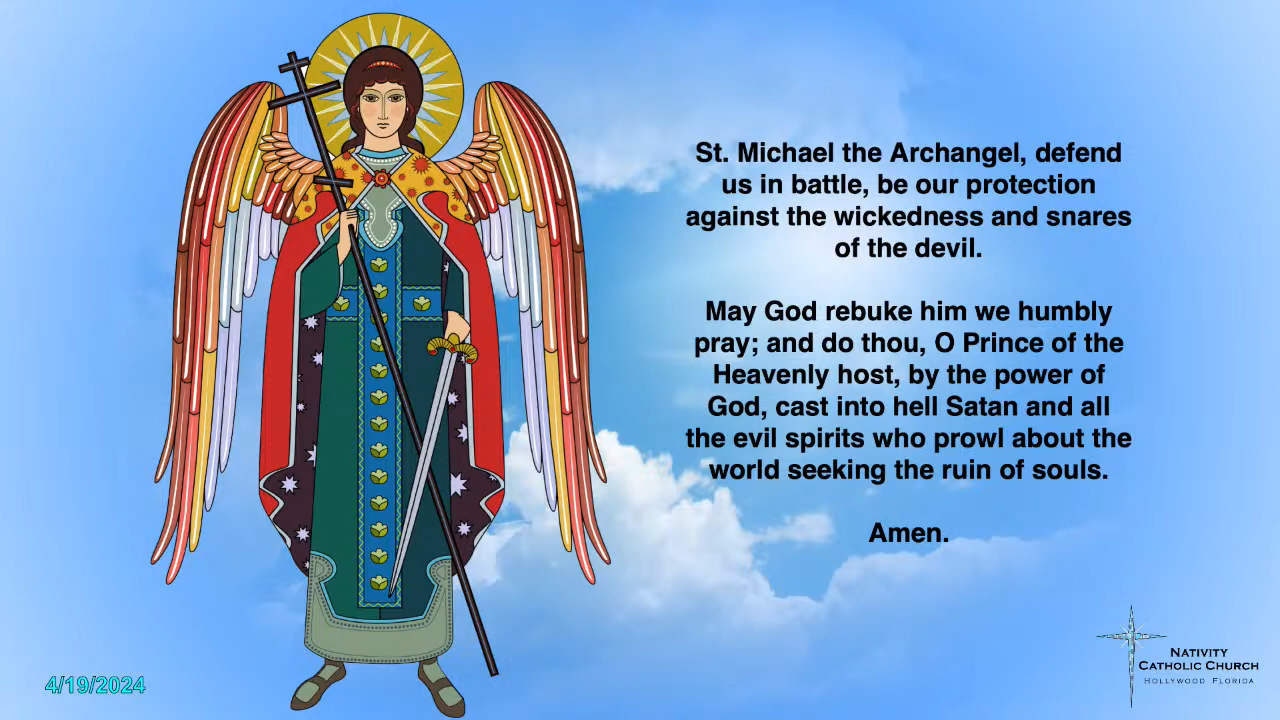 St. Michael the Archangel, defend
us in battle, be our protection
against the wickedness and snares
of the devil.
May God rebuke him we humbly
pray; and do thou, O Prince of the
Heavenly host, by the power of
God, cast into hell Satan and all
the evil spirits who prowl about the
world seeking the ruin of souls.
Amen.
4/19/2024
Nativity
Catholic Church
Hollywood Florida